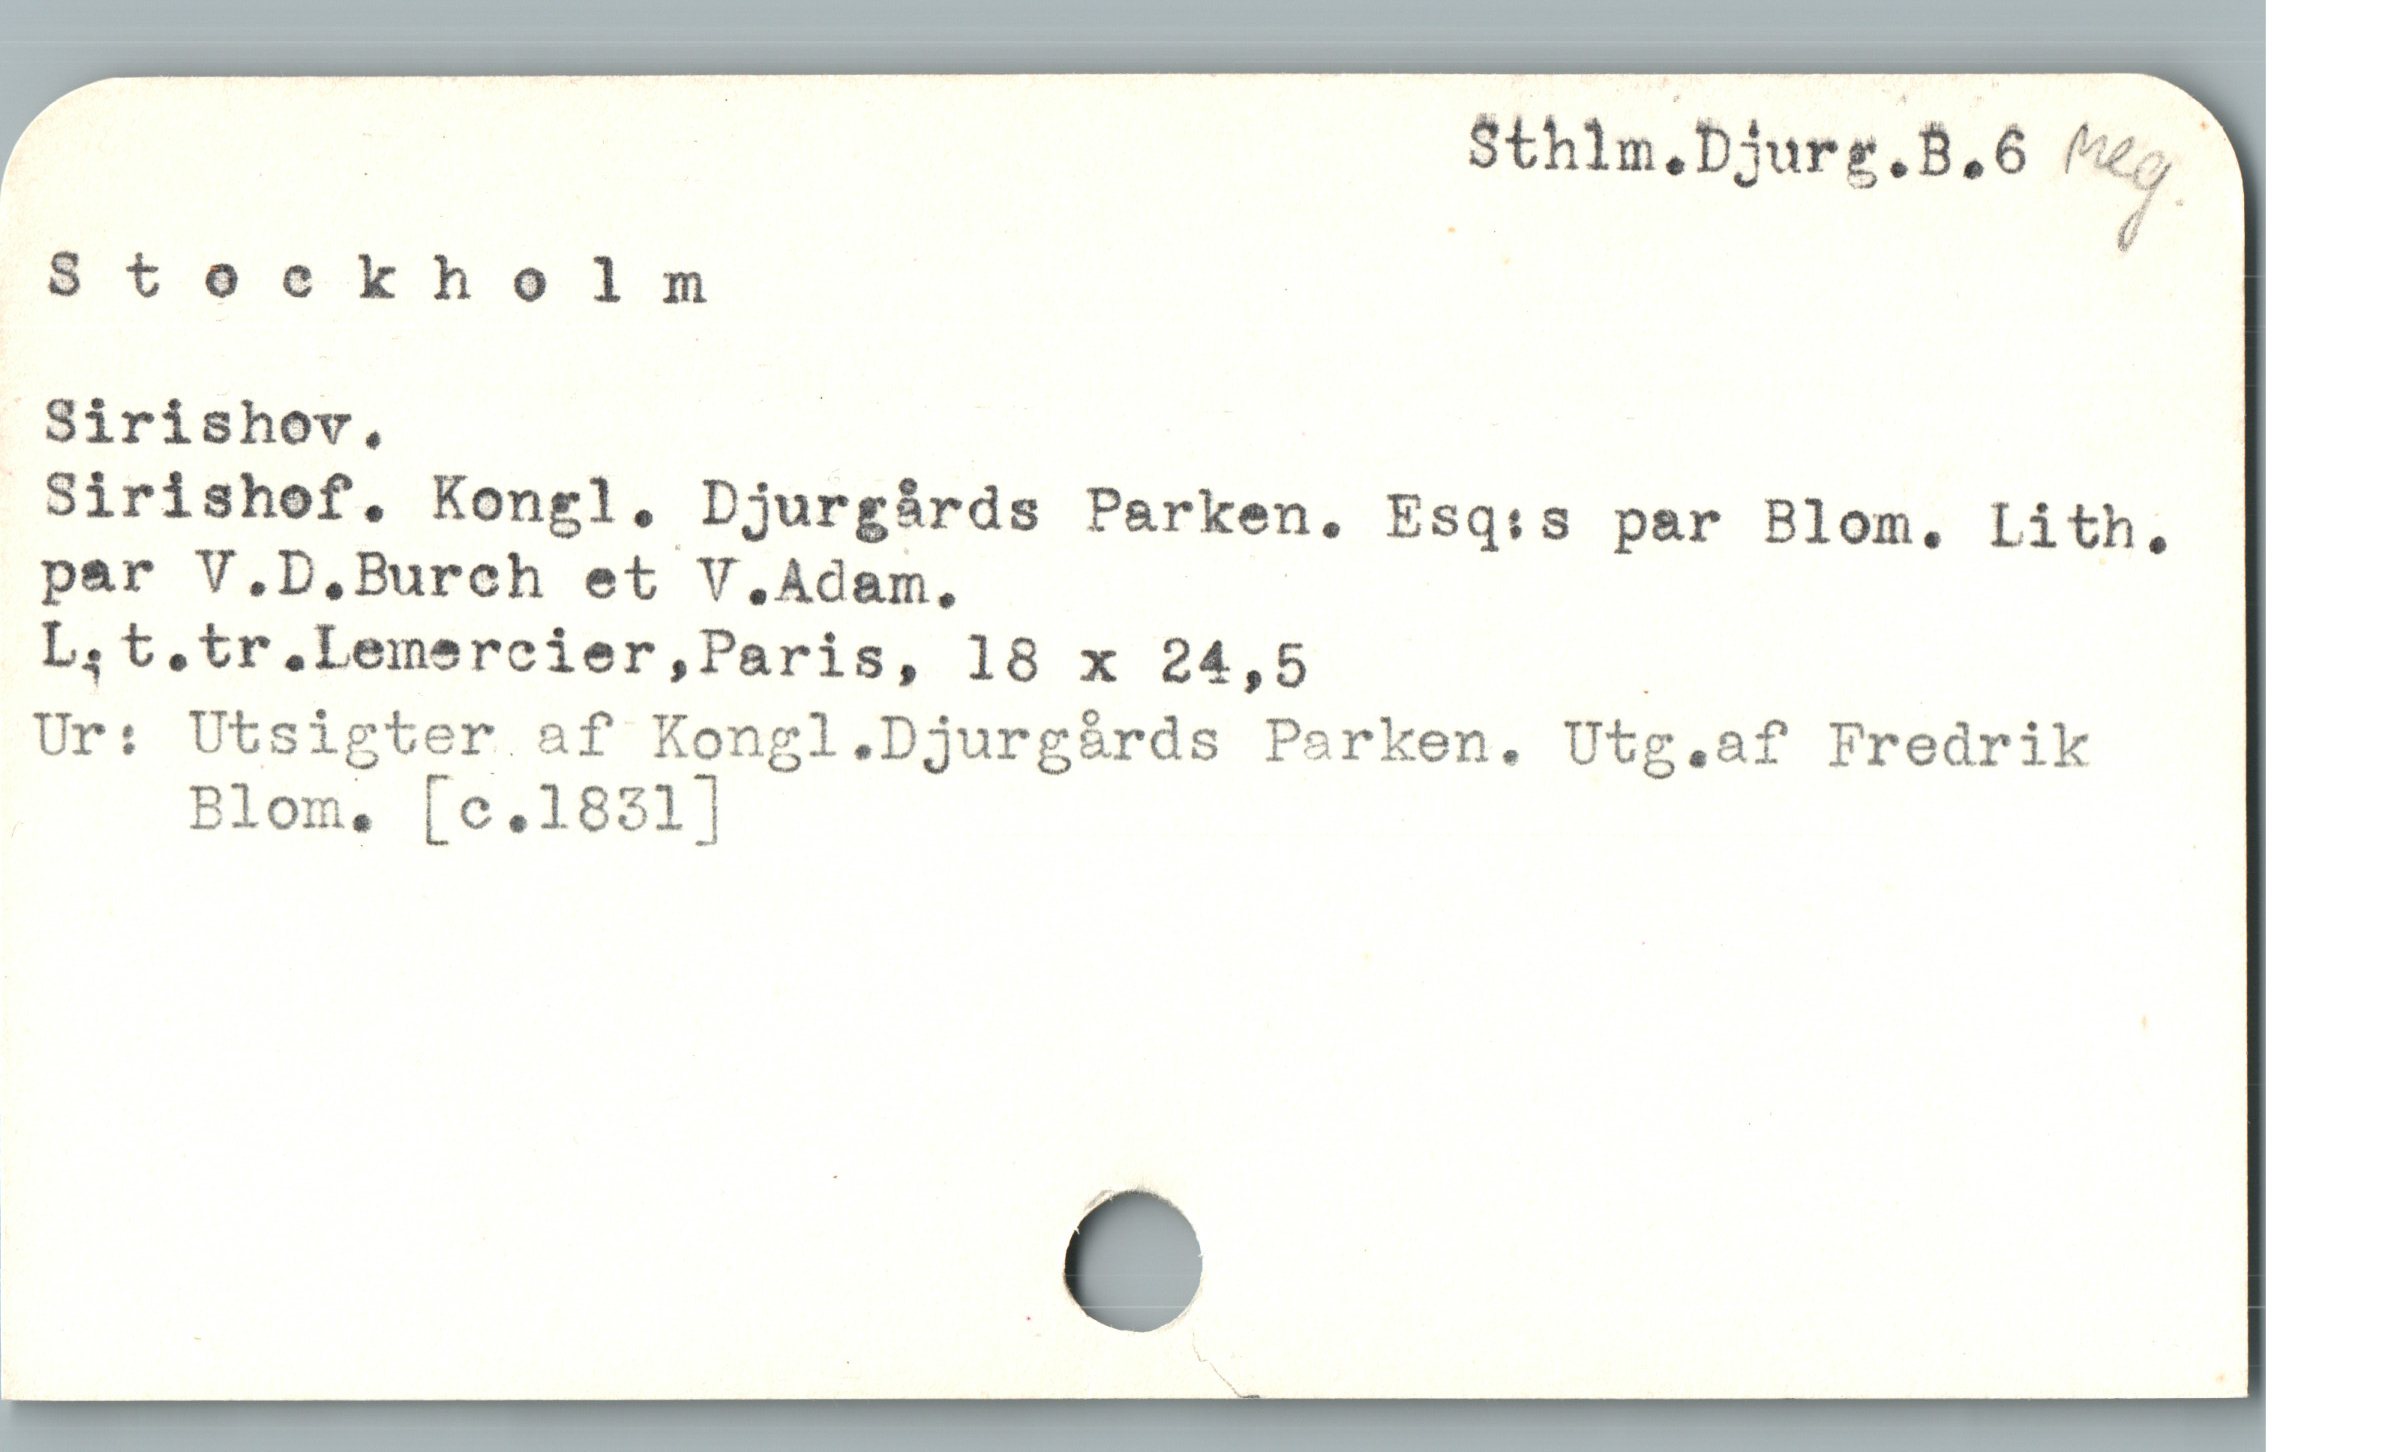 Sthlm.Djurg.B.6 neg.
S t o c k h o l m
Sirishov.
Sirishof. Kongl. Djurgårds Parken. Esq:s par Blom. Lith.
par V.D.Burch et V.Adam.
Lit.tr.Lemercier,Paris, 18 x 24,5
Ur: Utsigter af Kongl.Djurgårds Parken. Utg.af Fredrik
Blom. [c.1831]